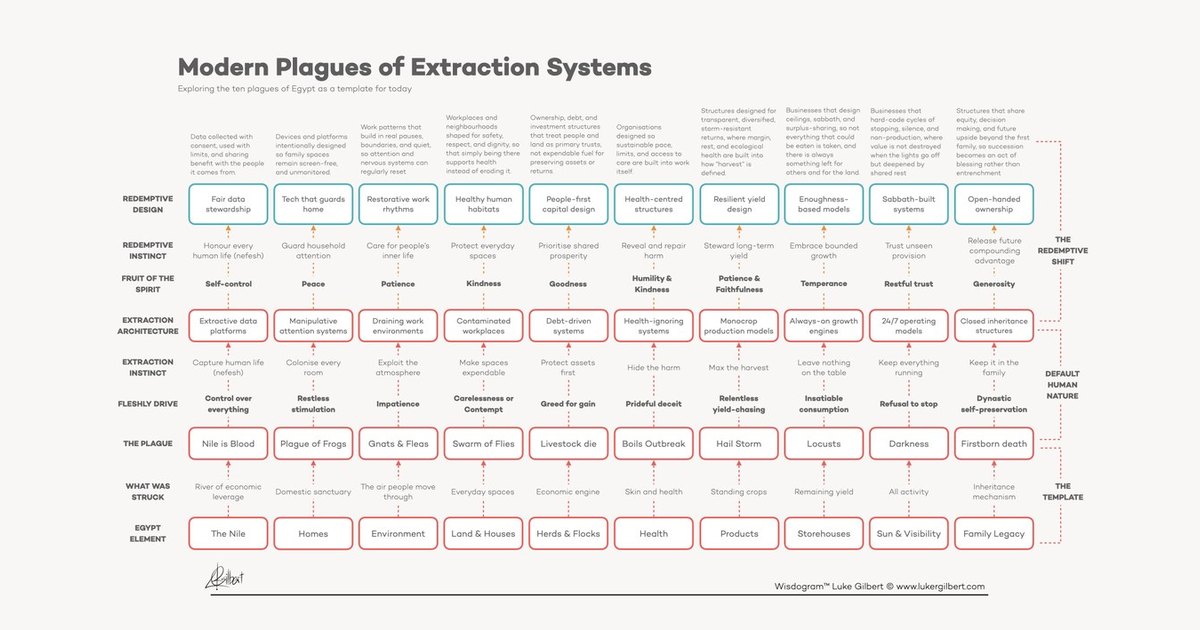 Modern Plagues of Extraction Systems
Exploring the ten plagues of Egypt as a template for today
Data collected with
consent, used with
limits, and sharing
benefit with the people
it comes from.
Devices and platforms
intentionally designed
so family spaces
remain screen-free,
and unmonitored.
Work patterns that
build in real pauses,
boundaries, and quiet,
so attention and
nervous systems can
regularly reset
Workplaces and
neighbourhoods
shaped for safety,
respect, and dignity, so
that simply being there
supports health
instead of eroding it.
Ownership, debt, and
investment structures
that treat people and
land as primary trusts,
not expendable fuel for
preserving assets or
returns
Organisations
designed so
sustainable pace,
limits, and access to
care are built into work
itself.
Structures designed for
transparent, diversified,
storm-resistant
returns, where margin,
rest, and ecological
health are built into
how "harvest" is
defined.
Businesses that design
ceilings, sabbath, and
surplus-sharing, so not
everything that could
be eaten is taken, and
there is always
something left for
others and for the land
Businesses that
hard-code cycles of
stopping, silence, and
non-production, where
value is not destroyed
when the lights go off
but deepened by
shared rest
Structures that share
equity, decision
making, and future
upside beyond the first
family, so succession
becomes an act of
blessing rather than
entrenchment
REDEMPTIVE
DESIGN
Fair data
stewardship
Tech that guards
home
Restorative work
rhythms
Healthy human
habitats
People-first
capital design
Health-centred
structures
Resilient yield
design
Enoughness-
based models
Sabbath-built
systems
Open-handed
ownership
REDEMPTIVE
INSTINCT
Honour every
human life (nefesh)
Guard household
attention
Care for people's
inner life
Protect everyday
spaces
Prioritise shared
prosperity
Reveal and repair
harm
Steward long-term
yield
Embrace bounded
growth
Trust unseen
provision
Release future
compounding
advantage
THE
REDEMPTIVE
SHIFT
FRUIT OF THE
SPIRIT
Self-control
Peace
Patience
Kindness
Goodness
Humility &
Kindness
Patience &
Faithfulness
Temperance
Restful trust
Generosity
EXTRACTION
ARCHITECTURE
Extractive data
platforms
Manipulative
attention systems
Draining work
environments
Contaminated
workplaces
Debt-driven
systems
Health-ignoring
systems
Monocrop
production models
Always-on growth
engines
24/7 operating
models
Closed inheritance
structures
EXTRACTION
INSTINCT
Capture human life
(nefesh)
Colonise every
room
Exploit the
atmosphere
Make spaces
expendable
Protect assets
first
Hide the harm
Max the harvest
Leave nothing
on the table
Keep everything
running
Keep it in the
family
DEFAULT
HUMAN
NATURE
FLESHLY DRIVE
Control over
everything
Restless
stimulation
Impatience
Carelessness or
Contempt
Greed for gain
Prideful deceit
Relentless
yield-chasing
Insatiable
consumption
Refusal to stop
Dynastic
self-preservation
THE PLAGUE
Nile is Blood
Plague of Frogs
Gnats & Fleas
Swarm of Flies
Livestock die
Boils Outbreak
Hail Storm
Locusts
Darkness
Firstborn death
WHAT WAS
STRUCK
River of economic
leverage
Domestic sanctuary
The air people move
through
Everyday spaces
Economic engine
Skin and health
Standing crops
Remaining yield
All activity
Inheritance
mechanism
THE
TEMPLATE
EGYPT
ELEMENT
The Nile
Homes
Environment
Land & Houses
Herds & Flocks
Health
Products
Storehouses
Sun & Visibility
Family Legacy
Gilbert
Wisdogram™ Luke Gilbert © www.lukergilbert.com